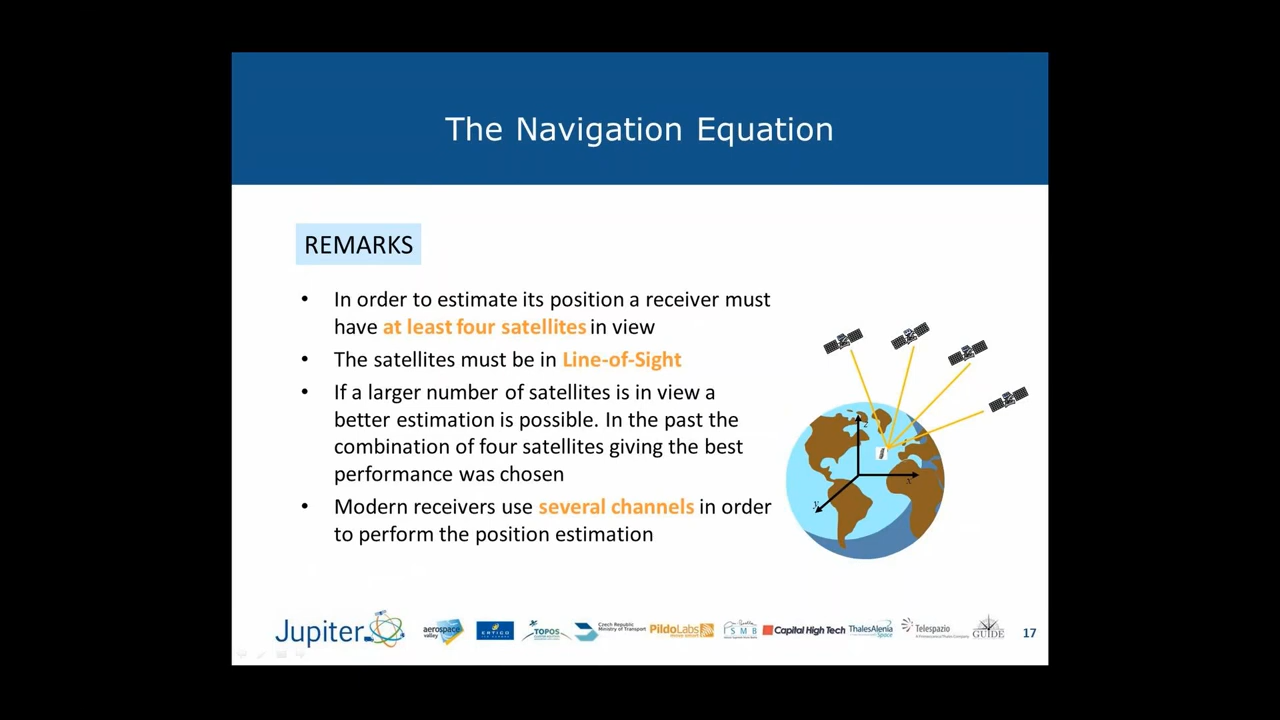 The Navigation Equation
REMARKS
• In order to estimate its position a receiver must
have at least four satellites in view
• The satellites must be in Line-of-Sight
• If a larger number of satellites is in view a
better estimation is possible. In the past the
combination of four satellites giving the best
performance was chosen
• Modern receivers use several channels in order
to perform the position estimation
z
x
y
Jupiter
aerospace
valley
ERTICO
TOPOS
Czech Republic
Ministry of Transport
PildoLabs
ISMB
Capital High Tech
ThalesAlenia
Space
Telespazio
GUIDE
17